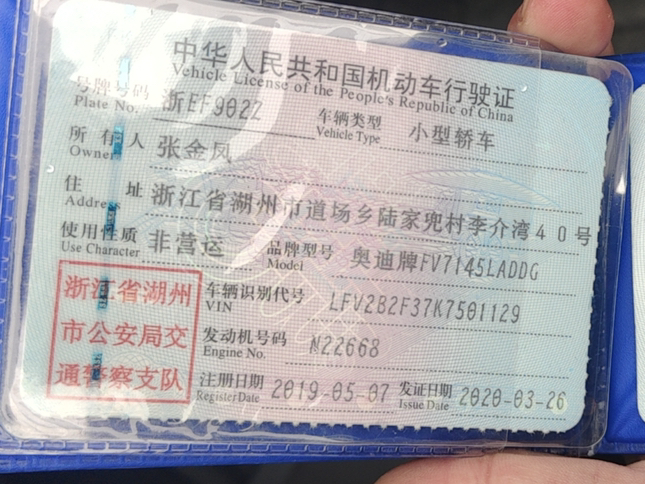 中华人民共和国机动车行驶证
Vehicle License of the People's Republic of China
号牌号码 浙EF902Z 车辆类型 小型轿车
Plate No. Vehicle Type
所有人 张金凤
Owner
住址 浙江省湖州市道场乡陆家兜村李介湾40号
Address
使用性质 非营运 品牌型号 奥迪牌FV7145LADDG
Use Character Model
浙江省湖州 车辆识别代号 LFV2B2F37K7501129
VIN
市公安局交 发动机号码 N22668
Engine No.
通警察支队 注册日期 2019-05-07 发证日期 2020-03-26
Register Date Issue Date